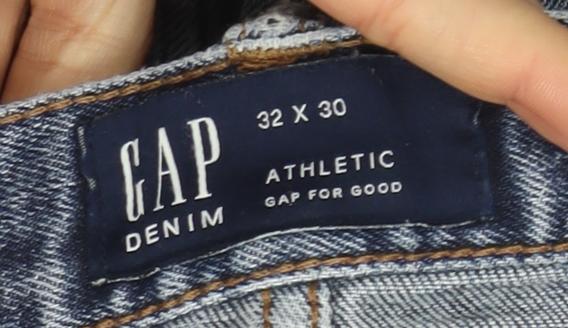 GAP
DENIM
32 X 30
ATHLETIC
GAP FOR GOOD